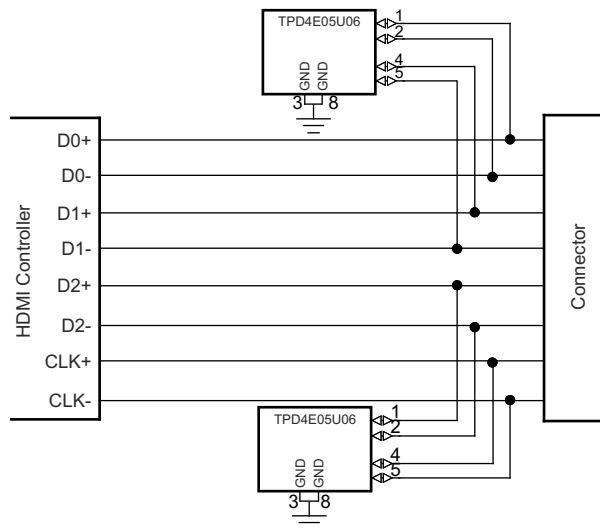 TPD4E05U06
1
2
4
5
GND
GND
3
8
HDMI Controller
D0+
D0-
D1+
D1-
D2+
D2-
CLK+
CLK-
Connector
TPD4E05U06
1
2
4
5
GND
GND
3
8